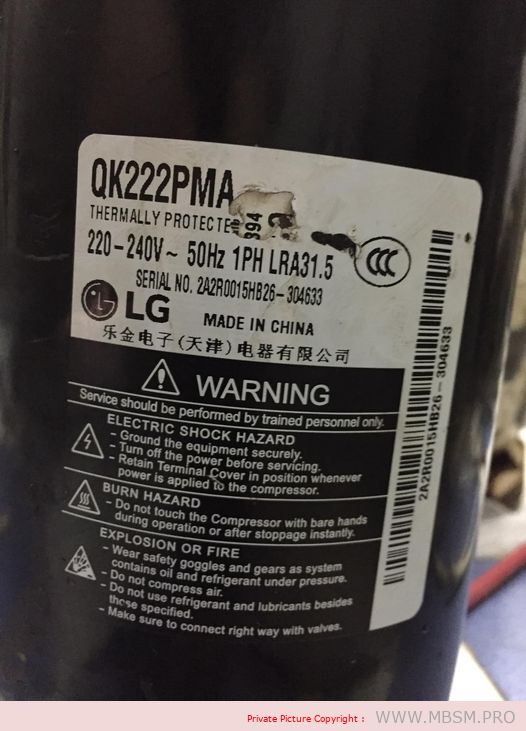 QK222PMA
THERMALLY PROTECTED
394
220-240V~ 50Hz 1PH LRA31.5
CCC
SERIAL NO. 2A2R0015HB26-304633
LG
MADE IN CHINA
乐金电子(天津)电器有限公司
WARNING
Service should be performed by trained personnel only.
ELECTRIC SHOCK HAZARD
- Ground the equipment securely.
- Turn off the power before servicing.
- Retain Terminal Cover in position whenever
power is applied to the compressor.
BURN HAZARD
- Do not touch the Compressor with bare hands
during operation or after stoppage instantly.
EXPLOSION OR FIRE
- Wear safety goggles and gears as system
contains oil and refrigerant under pressure.
- Do not compress air.
- Do not use refrigerant and lubricants besides
those specified.
- Make sure to connect right way with valves.
2A2R0015HB26-304633
Private Picture Copyright : WWW.MBSM.PRO